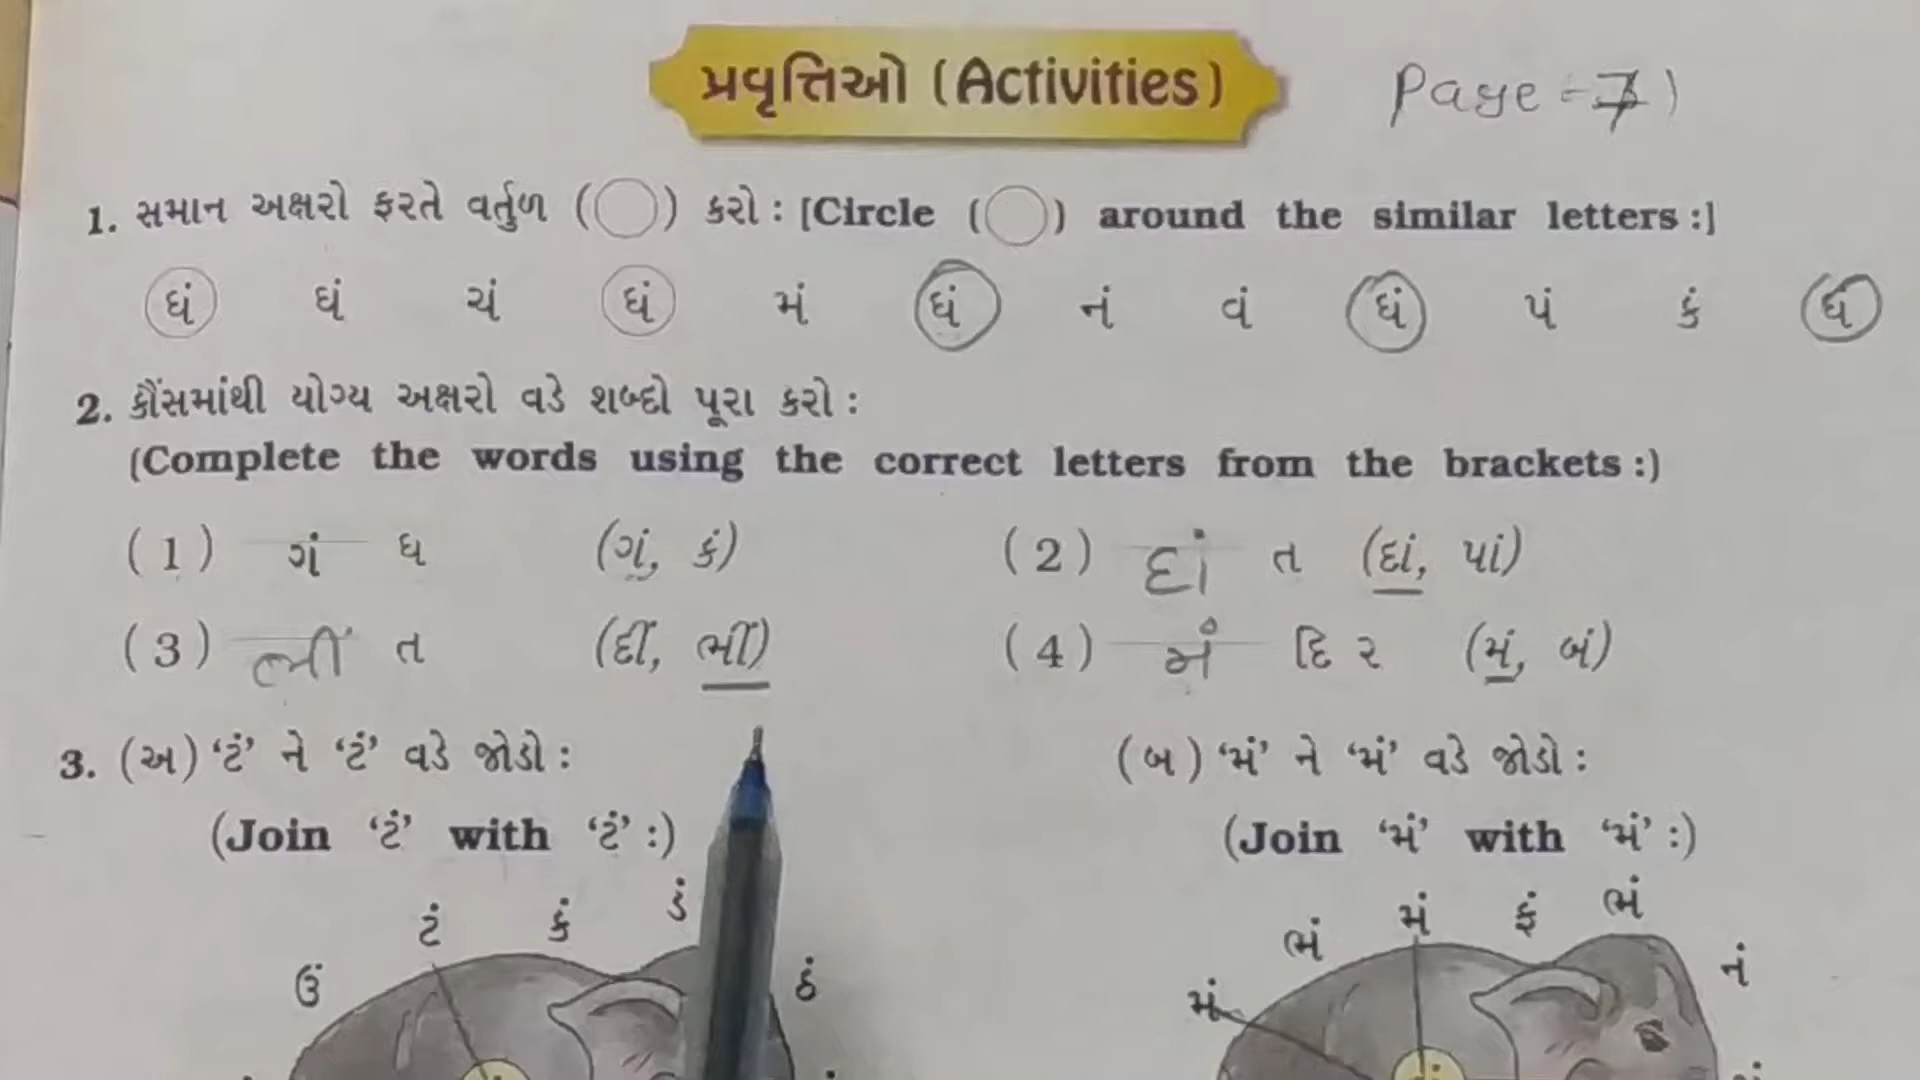 પ્રવૃત્તિઓ (Activities)
Page - 7
1. સમાન અક્ષરો ફરતે વર્તુળ (◯) કરો : [Circle (◯) around the similar letters :]
ધં ઘં ચં ધં મં ધં નં વં ધં પં કં ધં
2. કૌંસમાંથી યોગ્ય અક્ષરો વડે શબ્દો પૂરા કરો :
(Complete the words using the correct letters from the brackets :)
(1) ગં ધ (ગં, કં) (2) દાં ત (દાં, પાં)
(3) ભીં ત (દીં, ભીં) (4) મં દિ ર (મં, બં)
3. (અ) ‘ટં’ ને ‘ટં’ વડે જોડો : (બ) ‘મં’ ને ‘મં’ વડે જોડો :
(Join ‘ટં’ with ‘ટં’ :) (Join ‘મં’ with ‘મં’ :)
ટં કં ડં ભં મં ફં ભં
ઉં ઠં મં નં